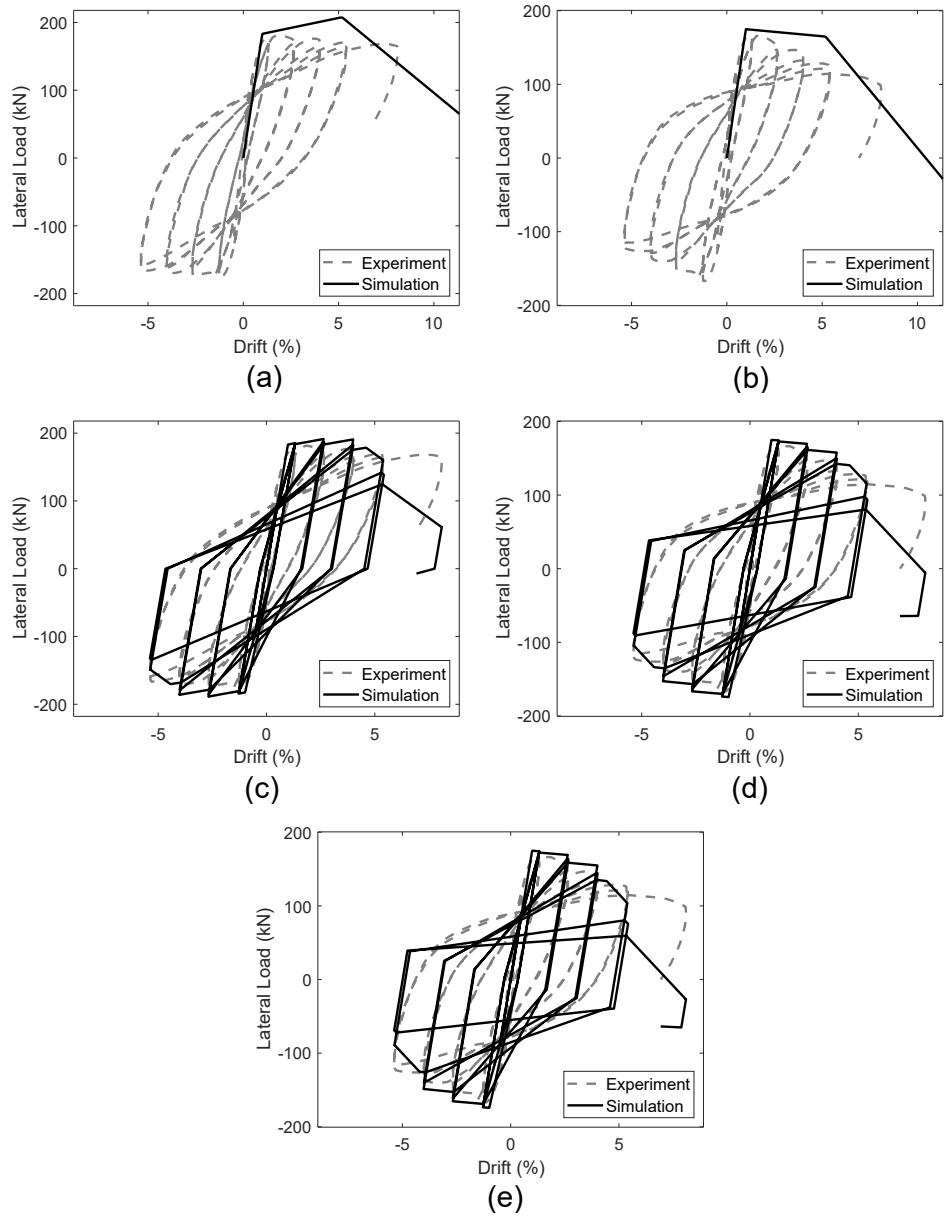 200
100
0
-100
-200
Lateral Load (kN)
Experiment
Simulation
-5
0
5
10
Drift (%)
(a)
200
100
0
-100
-200
Lateral Load (kN)
Experiment
Simulation
-5
0
5
10
Drift (%)
(b)
200
100
0
-100
-200
Lateral Load (kN)
Experiment
Simulation
-5
0
5
Drift (%)
(c)
200
100
0
-100
-200
Lateral Load (kN)
Experiment
Simulation
-5
0
5
Drift (%)
(d)
200
100
0
-100
-200
Lateral Load (kN)
Experiment
Simulation
-5
0
5
Drift (%)
(e)